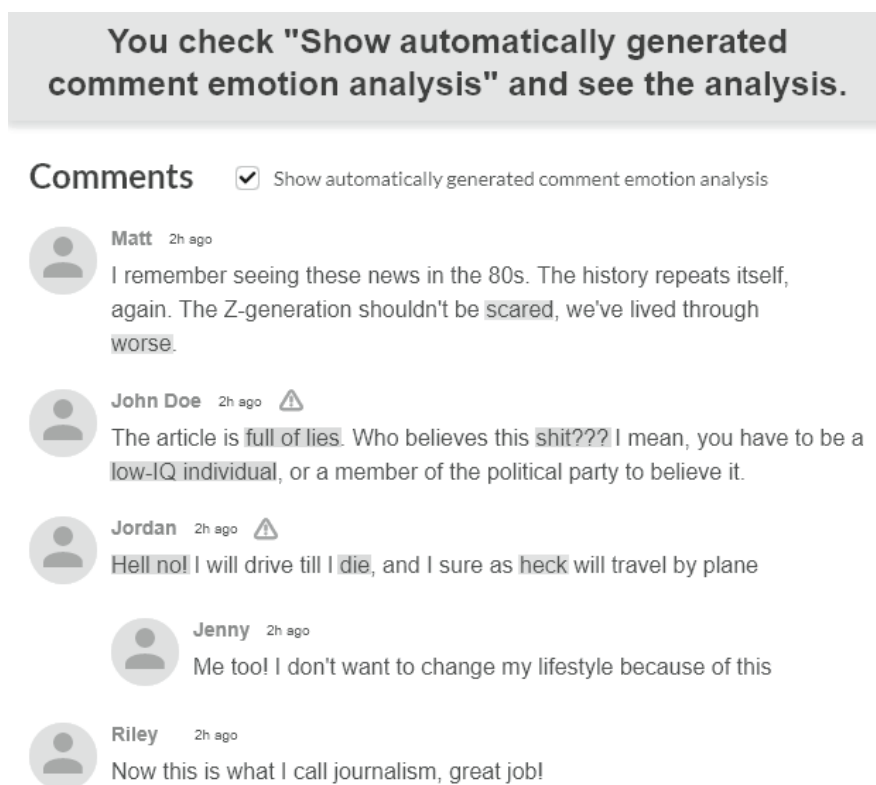 You check "Show automatically generated
comment emotion analysis" and see the analysis.
Comments
Show automatically generated comment emotion analysis
Matt 2h ago
I remember seeing these news in the 80s. The history repeats itself,
again. The Z-generation shouldn't be scared, we've lived through
worse.
John Doe 2h ago
The article is full of lies. Who believes this shit??? I mean, you have to be a
low-IQ individual, or a member of the political party to believe it.
Jordan 2h ago
Hell no! I will drive till I die, and I sure as heck will travel by plane
Jenny 2h ago
Me too! I don't want to change my lifestyle because of this
Riley 2h ago
Now this is what I call journalism, great job!